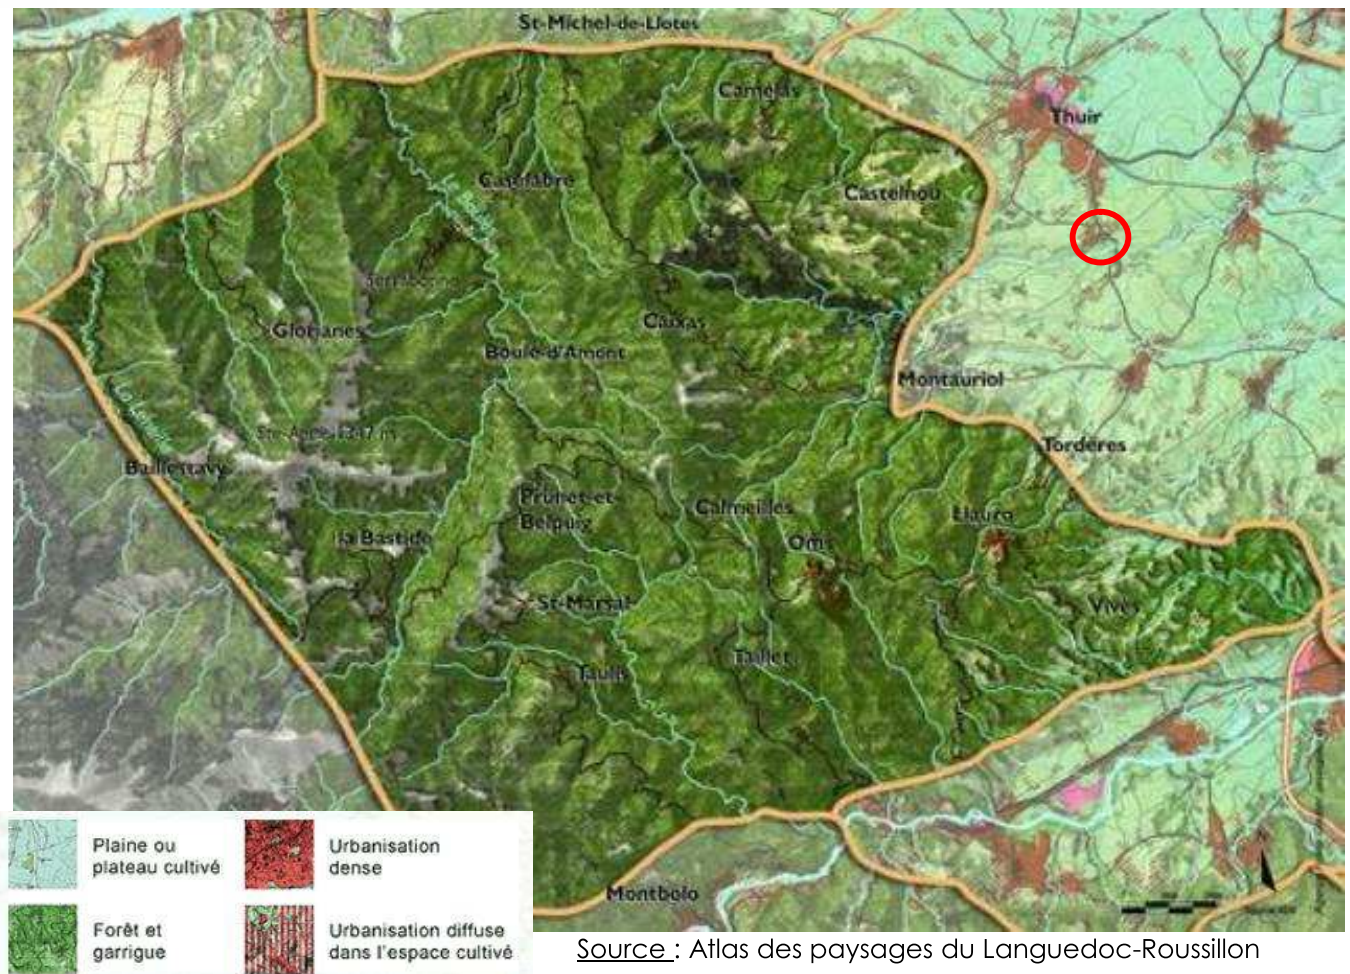 St-Michel-de-Llotes
Camélas
Thuir
Casefabre
Castelnou
Glorianes
Caixas
Boule-d'Amont
Montauriol
Tordères
Baillestavy
Prunet-et-
Belpuig
Calmeilles
Llauro
la Bastide
Oms
St-Marsal
Vivès
Taillet
Taulis
Montbolo
Plaine ou
plateau cultivé
Urbanisation
dense
Forêt et
garrigue
Urbanisation diffuse
dans l'espace cultivé
Source : Atlas des paysages du Languedoc-Roussillon